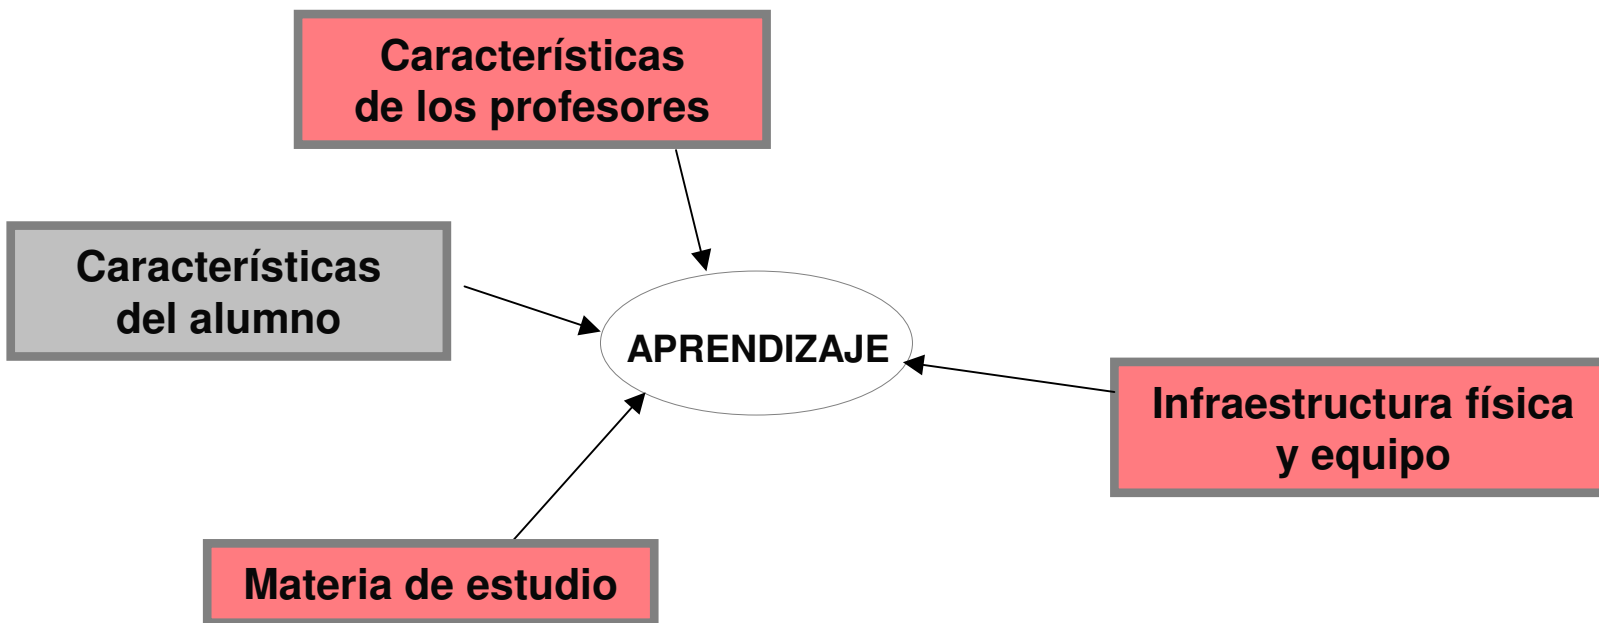 Características
de los profesores
Características
del alumno
APRENDIZAJE
Infraestructura física
y equipo
Materia de estudio